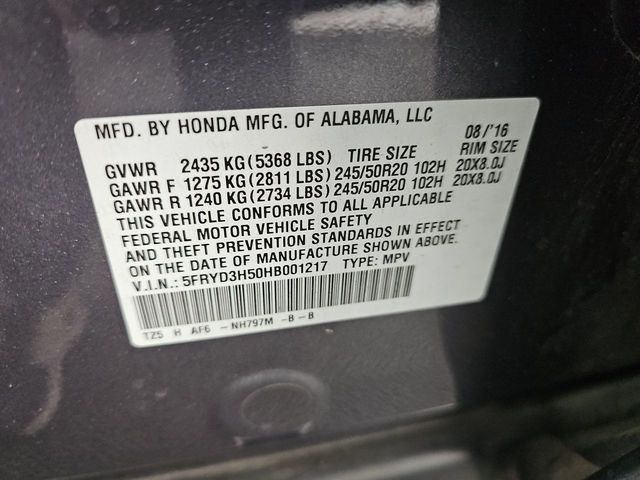 MFD. BY HONDA MFG. OF ALABAMA, LLC 08/'16
GVWR 2435 KG (5368 LBS) TIRE SIZE RIM SIZE
GAWR F 1275 KG (2811 LBS) 245/50R20 102H 20X8.0J
GAWR R 1240 KG (2734 LBS) 245/50R20 102H 20X8.0J
THIS VEHICLE CONFORMS TO ALL APPLICABLE
FEDERAL MOTOR VEHICLE SAFETY
AND THEFT PREVENTION STANDARDS IN EFFECT
ON THE DATE OF MANUFACTURE SHOWN ABOVE.
V.I.N.: 5FRYD3H50HB001217 TYPE: MPV
TZ5 H AF6 - NH797M -B-B